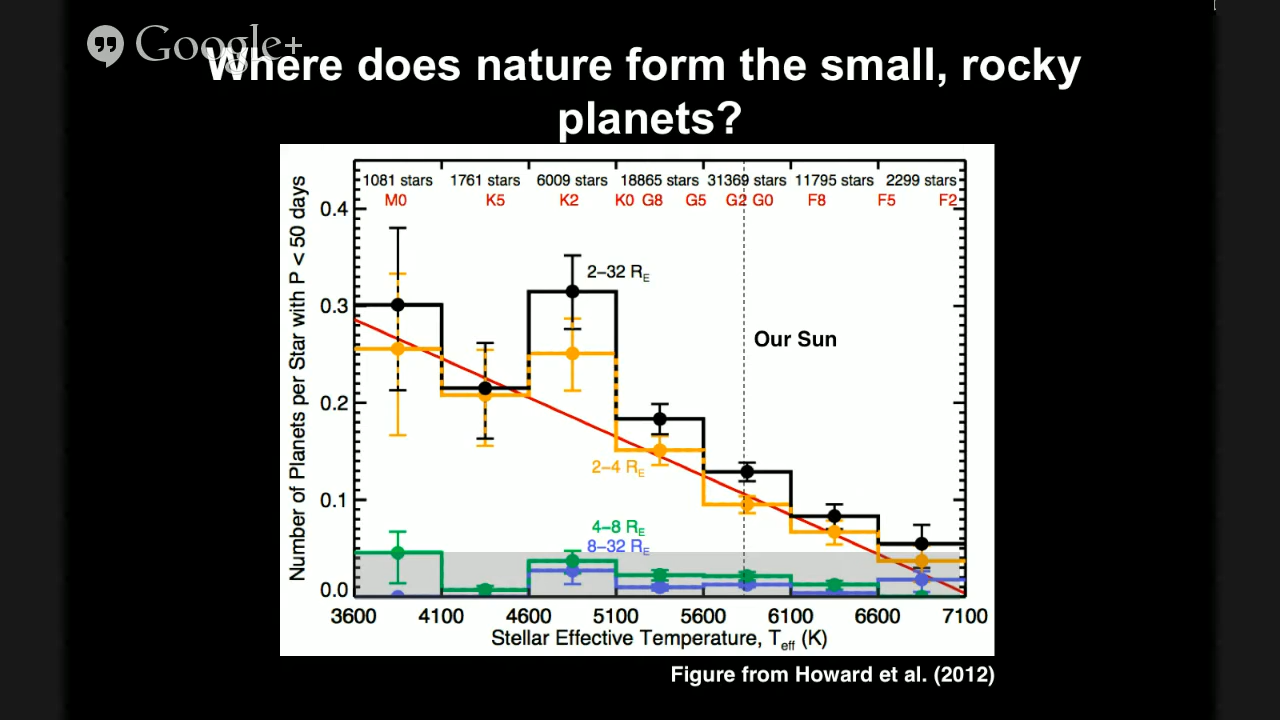 Google+
Where does nature form the small, rocky
planets?
1081 stars 1761 stars 6009 stars 18865 stars 31369 stars 11795 stars 2299 stars
M0 K5 K2 K0 G8 G5 G2 G0 F8 F5 F2
Number of Planets per Star with P < 50 days
0.4
0.3
0.2
0.1
0.0
2–32 RE
Our Sun
2–4 RE
4–8 RE
8–32 RE
3600 4100 4600 5100 5600 6100 6600 7100
Stellar Effective Temperature, Teff (K)
Figure from Howard et al. (2012)